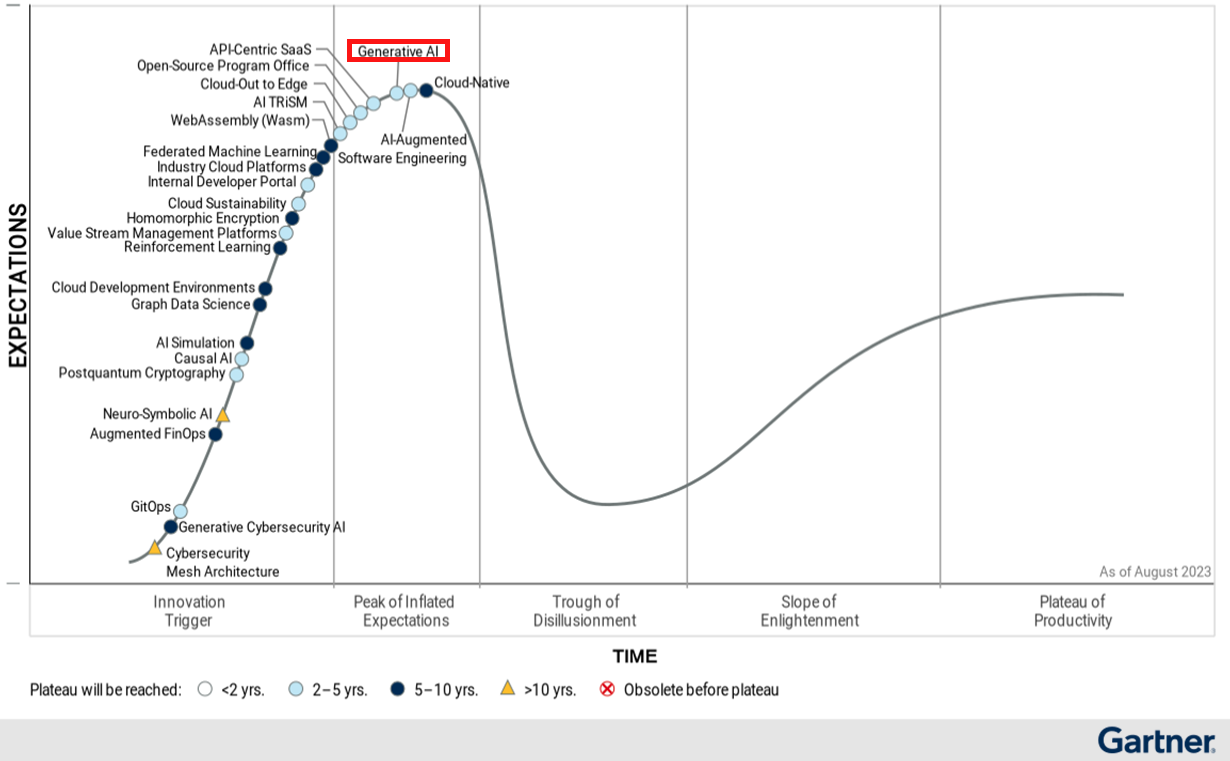 API-Centric SaaS
Generative AI
Open-Source Program Office
Cloud-Out to Edge
Cloud-Native
AI TRiSM
WebAssembly (Wasm)
AI-Augmented
Software Engineering
Federated Machine Learning
Industry Cloud Platforms
Internal Developer Portal
Cloud Sustainability
Homomorphic Encryption
Value Stream Management Platforms
Reinforcement Learning
Cloud Development Environments
Graph Data Science
AI Simulation
Causal AI
Postquantum Cryptography
Neuro-Symbolic AI
Augmented FinOps
GitOps
Generative Cybersecurity AI
Cybersecurity
Mesh Architecture
EXPECTATIONS
As of August 2023
Innovation
Trigger
Peak of Inflated
Expectations
Trough of
Disillusionment
Slope of
Enlightenment
Plateau of
Productivity
TIME
Plateau will be reached: <2 yrs. 2–5 yrs. 5–10 yrs. >10 yrs. Obsolete before plateau
Gartner